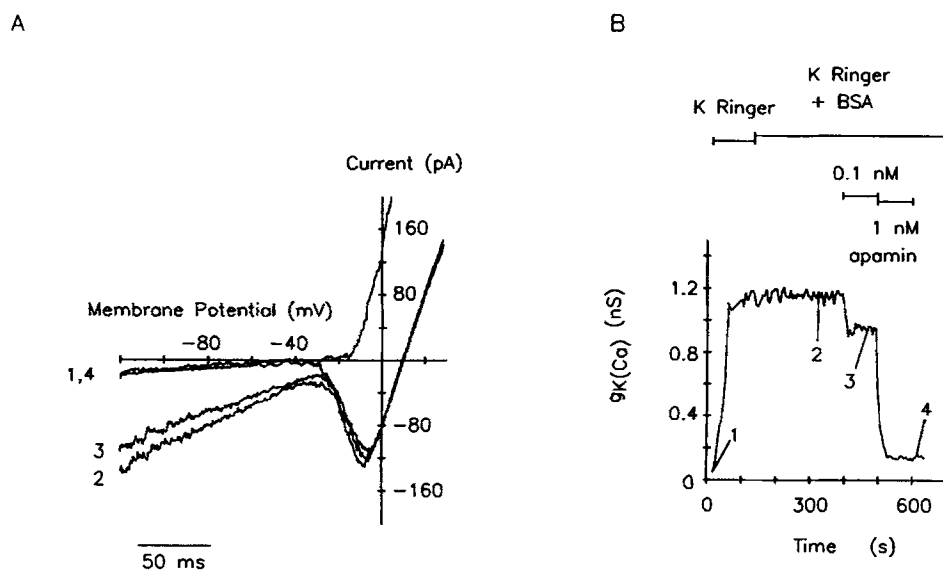 A
Current (pA)
160
80
Membrane Potential (mV)
−80
−40
1,4
3
2
−80
−160
50 ms
B
K Ringer
K Ringer
+ BSA
0.1 nM
1 nM
apamin
gK(Ca) (nS)
1.2
0.8
0.4
0
1
2
3
4
0
300
600
Time (s)